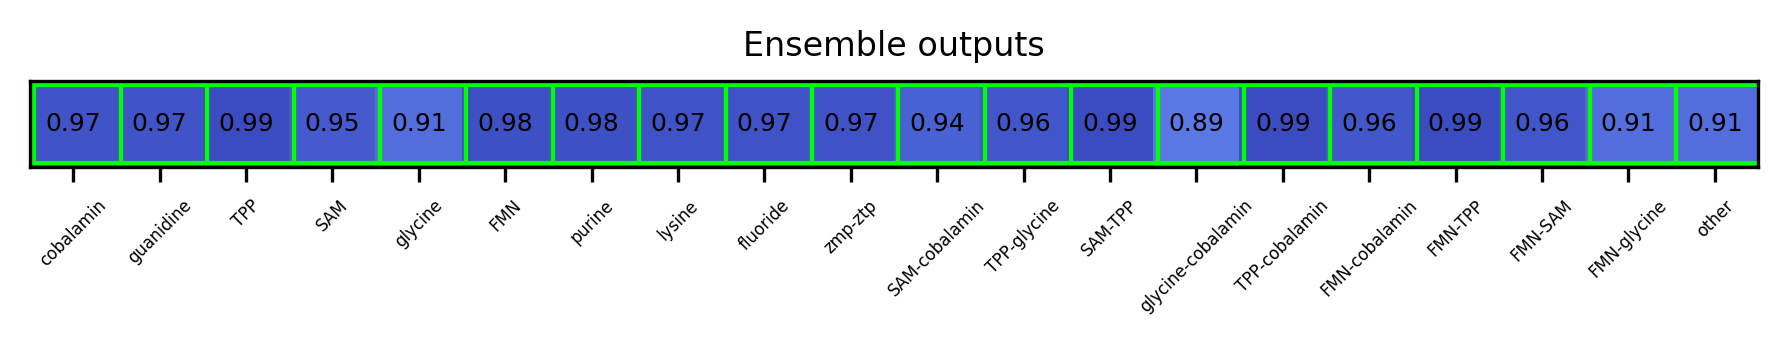 Ensemble outputs
0.97 0.97 0.99 0.95 0.91 0.98 0.98 0.97 0.97 0.97 0.94 0.96 0.99 0.89 0.99 0.96 0.99 0.96 0.91 0.91
cobalamin guanidine TPP SAM glycine FMN purine lysine fluoride zmp-ztp SAM-cobalamin TPP-glycine SAM-TPP glycine-cobalamin TPP-cobalamin FMN-cobalamin FMN-TPP FMN-SAM FMN-glycine other